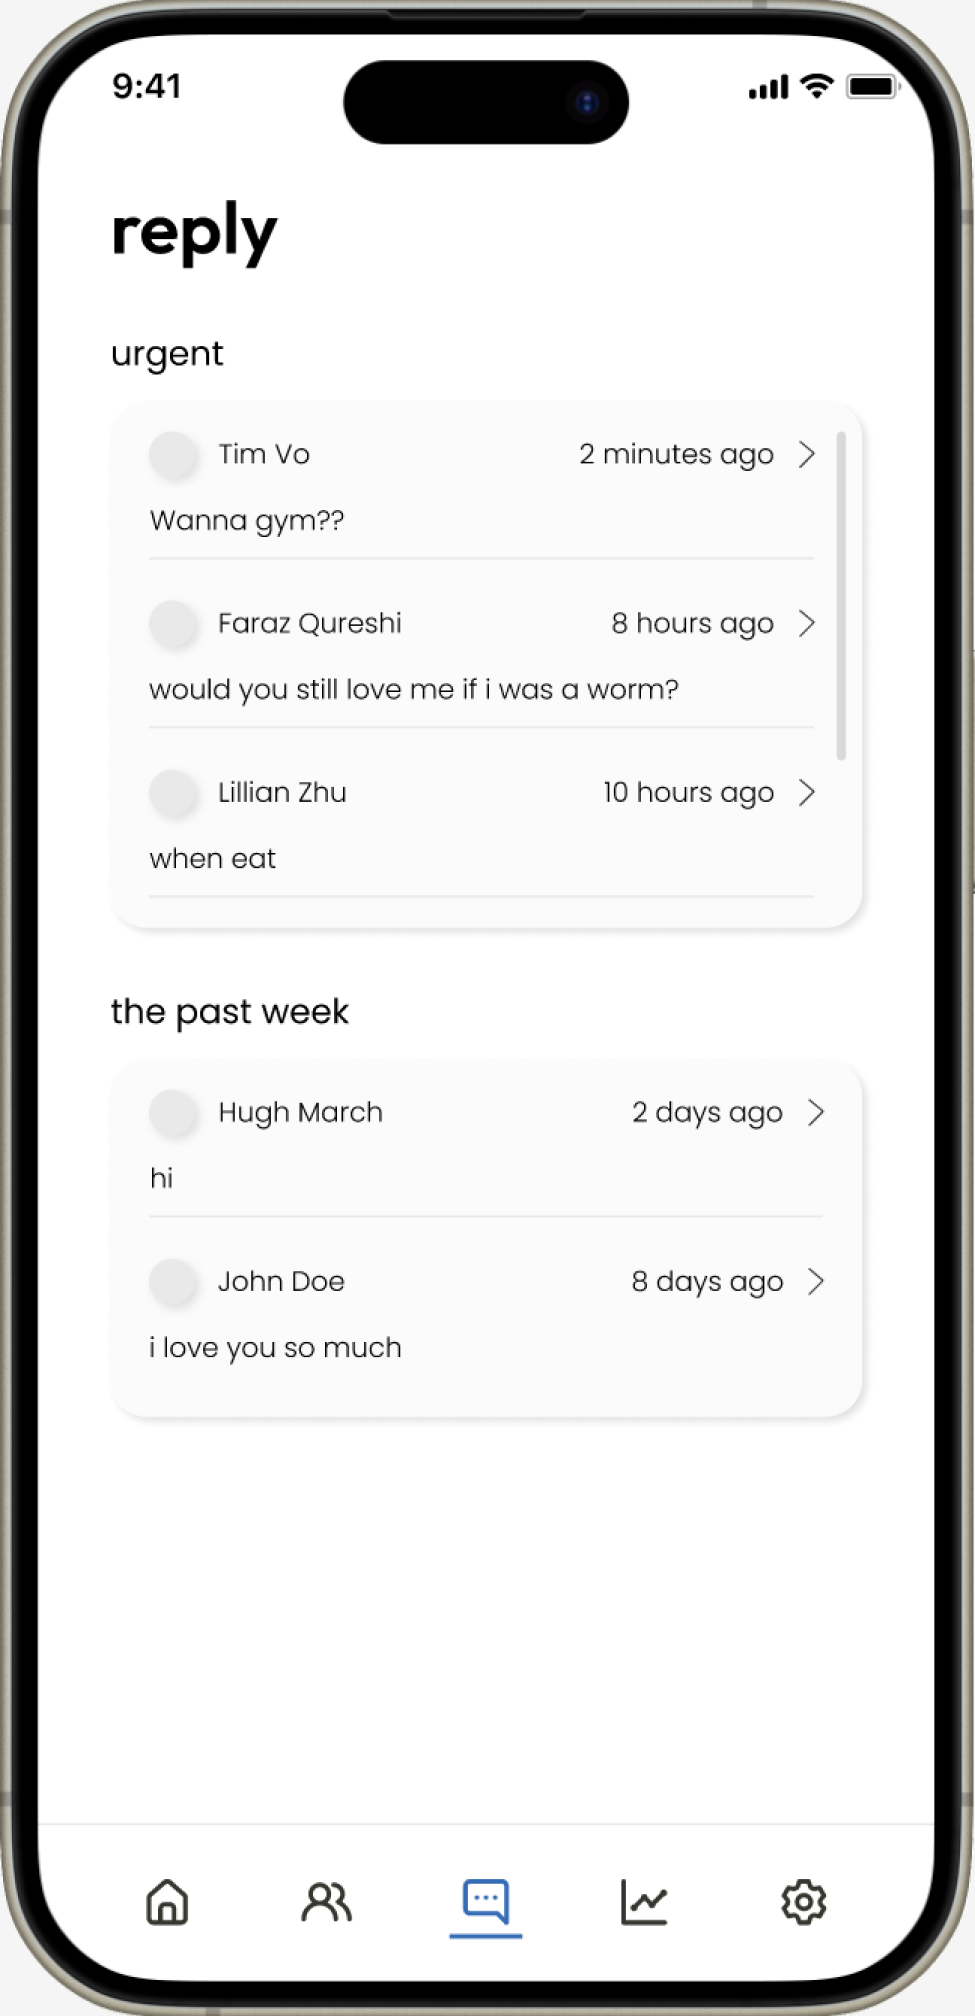 9:41
reply
urgent
Tim Vo 2 minutes ago
Wanna gym??
Faraz Qureshi 8 hours ago
would you still love me if i was a worm?
Lillian Zhu 10 hours ago
when eat
the past week
Hugh March 2 days ago
hi
John Doe 8 days ago
i love you so much